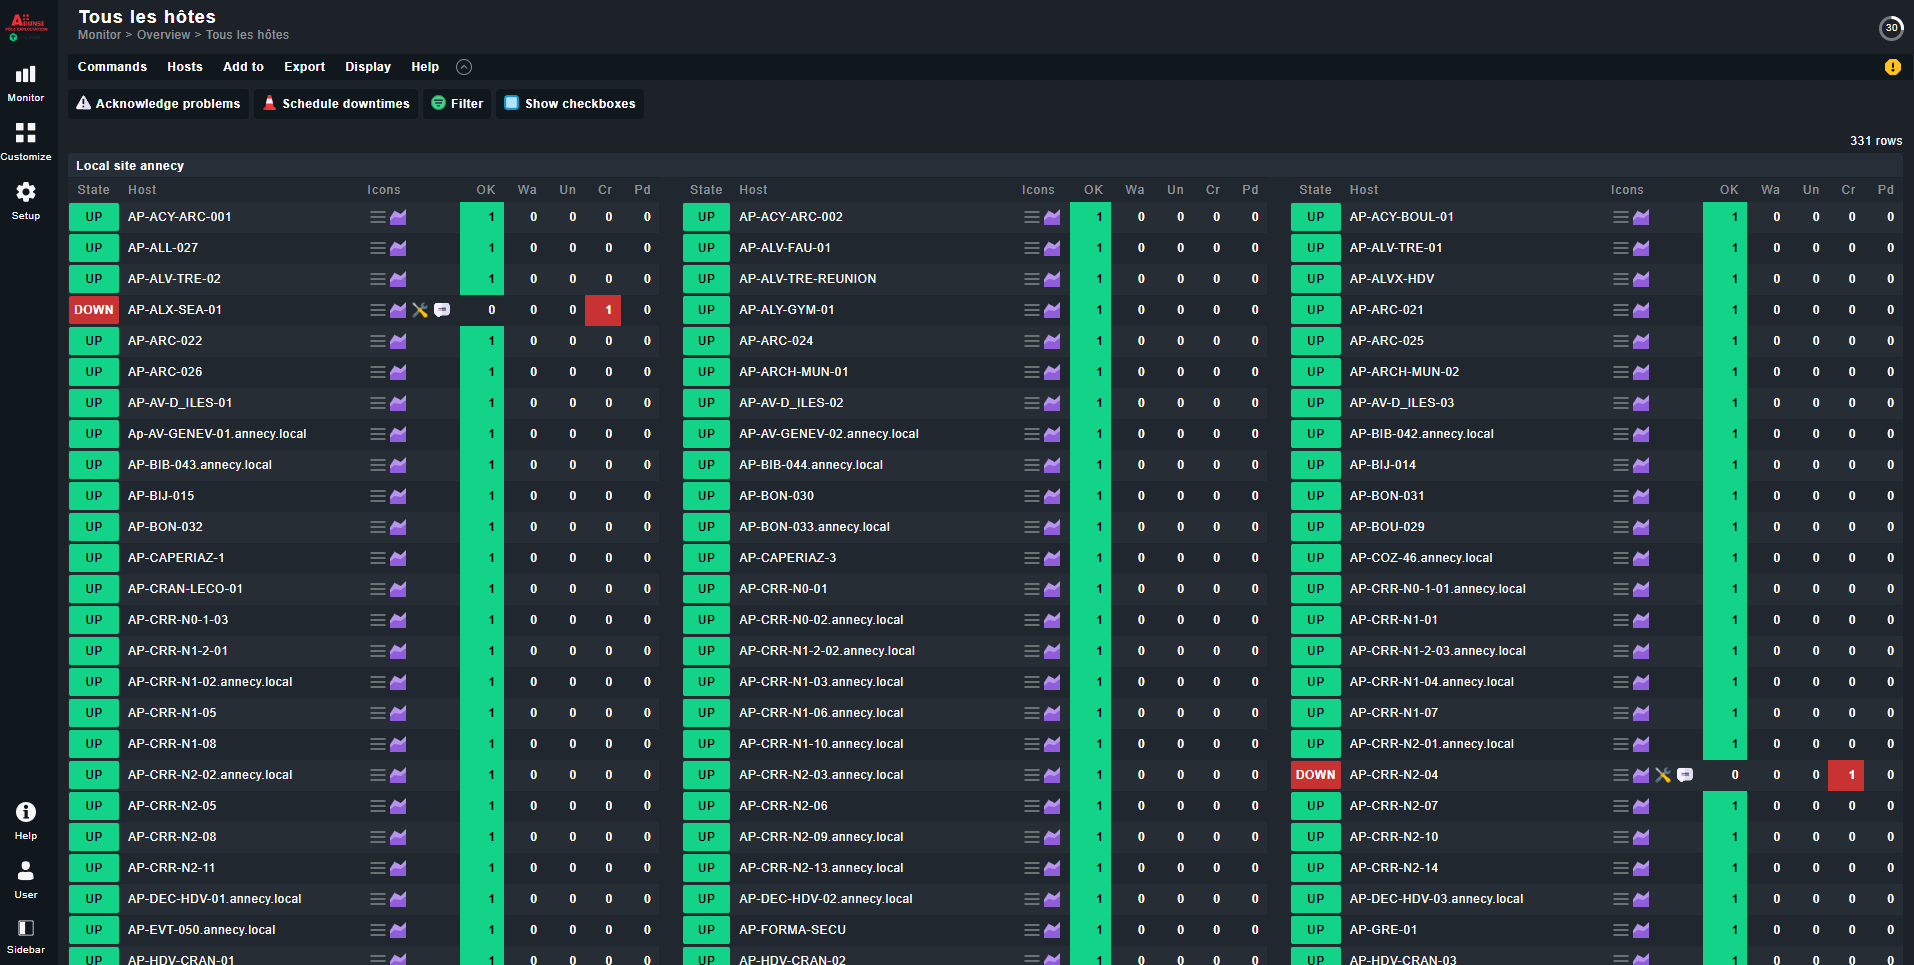 Tous les hôtes
Monitor > Overview > Tous les hôtes
30
Commands Hosts Add to Export Display Help
Acknowledge problems Schedule downtimes Filter Show checkboxes
331 rows
Monitor
Customize
Setup
Help
User
Sidebar
Local site annecy
State Host Icons OK Wa Un Cr Pd State Host Icons OK Wa Un Cr Pd State Host Icons OK Wa Un Cr Pd
UP AP-ACY-ARC-001 1 0 0 0 0 UP AP-ACY-ARC-002 1 0 0 0 0 UP AP-ACY-BOUL-01 1 0 0 0 0
UP AP-ALL-027 1 0 0 0 0 UP AP-ALV-FAU-01 1 0 0 0 0 UP AP-ALV-TRE-01 1 0 0 0 0
UP AP-ALV-TRE-02 1 0 0 0 0 UP AP-ALV-TRE-REUNION 1 0 0 0 0 UP AP-ALVX-HDV 1 0 0 0 0
DOWN AP-ALX-SEA-01 0 0 0 1 0 UP AP-ALY-GYM-01 1 0 0 0 0 UP AP-ARC-021 1 0 0 0 0
UP AP-ARC-022 1 0 0 0 0 UP AP-ARC-024 1 0 0 0 0 UP AP-ARC-025 1 0 0 0 0
UP AP-ARC-026 1 0 0 0 0 UP AP-ARCH-MUN-01 1 0 0 0 0 UP AP-ARCH-MUN-02 1 0 0 0 0
UP AP-AV-D_ILES-01 1 0 0 0 0 UP AP-AV-D_ILES-02 1 0 0 0 0 UP AP-AV-D_ILES-03 1 0 0 0 0
UP Ap-AV-GENEV-01.annecy.local 1 0 0 0 0 UP AP-AV-GENEV-02.annecy.local 1 0 0 0 0 UP AP-BIB-042.annecy.local 1 0 0 0 0
UP AP-BIB-043.annecy.local 1 0 0 0 0 UP AP-BIB-044.annecy.local 1 0 0 0 0 UP AP-BIJ-014 1 0 0 0 0
UP AP-BIJ-015 1 0 0 0 0 UP AP-BON-030 1 0 0 0 0 UP AP-BON-031 1 0 0 0 0
UP AP-BON-032 1 0 0 0 0 UP AP-BON-033.annecy.local 1 0 0 0 0 UP AP-BOU-029 1 0 0 0 0
UP AP-CAPERIAZ-1 1 0 0 0 0 UP AP-CAPERIAZ-3 1 0 0 0 0 UP AP-COZ-46.annecy.local 1 0 0 0 0
UP AP-CRAN-LECO-01 1 0 0 0 0 UP AP-CRR-N0-01 1 0 0 0 0 UP AP-CRR-N0-1-01.annecy.local 1 0 0 0 0
UP AP-CRR-N0-1-03 1 0 0 0 0 UP AP-CRR-N0-02.annecy.local 1 0 0 0 0 UP AP-CRR-N1-01 1 0 0 0 0
UP AP-CRR-N1-2-01 1 0 0 0 0 UP AP-CRR-N1-2-02.annecy.local 1 0 0 0 0 UP AP-CRR-N1-2-03.annecy.local 1 0 0 0 0
UP AP-CRR-N1-02.annecy.local 1 0 0 0 0 UP AP-CRR-N1-03.annecy.local 1 0 0 0 0 UP AP-CRR-N1-04.annecy.local 1 0 0 0 0
UP AP-CRR-N1-05 1 0 0 0 0 UP AP-CRR-N1-06.annecy.local 1 0 0 0 0 UP AP-CRR-N1-07 1 0 0 0 0
UP AP-CRR-N1-08 1 0 0 0 0 UP AP-CRR-N1-10.annecy.local 1 0 0 0 0 UP AP-CRR-N2-01.annecy.local 1 0 0 0 0
UP AP-CRR-N2-02.annecy.local 1 0 0 0 0 UP AP-CRR-N2-03.annecy.local 1 0 0 0 0 DOWN AP-CRR-N2-04 0 0 0 1 0
UP AP-CRR-N2-05 1 0 0 0 0 UP AP-CRR-N2-06 1 0 0 0 0 UP AP-CRR-N2-07 1 0 0 0 0
UP AP-CRR-N2-08 1 0 0 0 0 UP AP-CRR-N2-09.annecy.local 1 0 0 0 0 UP AP-CRR-N2-10 1 0 0 0 0
UP AP-CRR-N2-11 1 0 0 0 0 UP AP-CRR-N2-13.annecy.local 1 0 0 0 0 UP AP-CRR-N2-14 1 0 0 0 0
UP AP-DEC-HDV-01.annecy.local 1 0 0 0 0 UP AP-DEC-HDV-02.annecy.local 1 0 0 0 0 UP AP-DEC-HDV-03.annecy.local 1 0 0 0 0
UP AP-EVT-050.annecy.local 1 0 0 0 0 UP AP-FORMA-SECU 1 0 0 0 0 UP AP-GRE-01 1 0 0 0 0
UP AP-HDV-CRAN-01 1 0 0 0 0 UP AP-HDV-CRAN-02 1 0 0 0 0 UP AP-HDV-CRAN-03 1 0 0 0 0